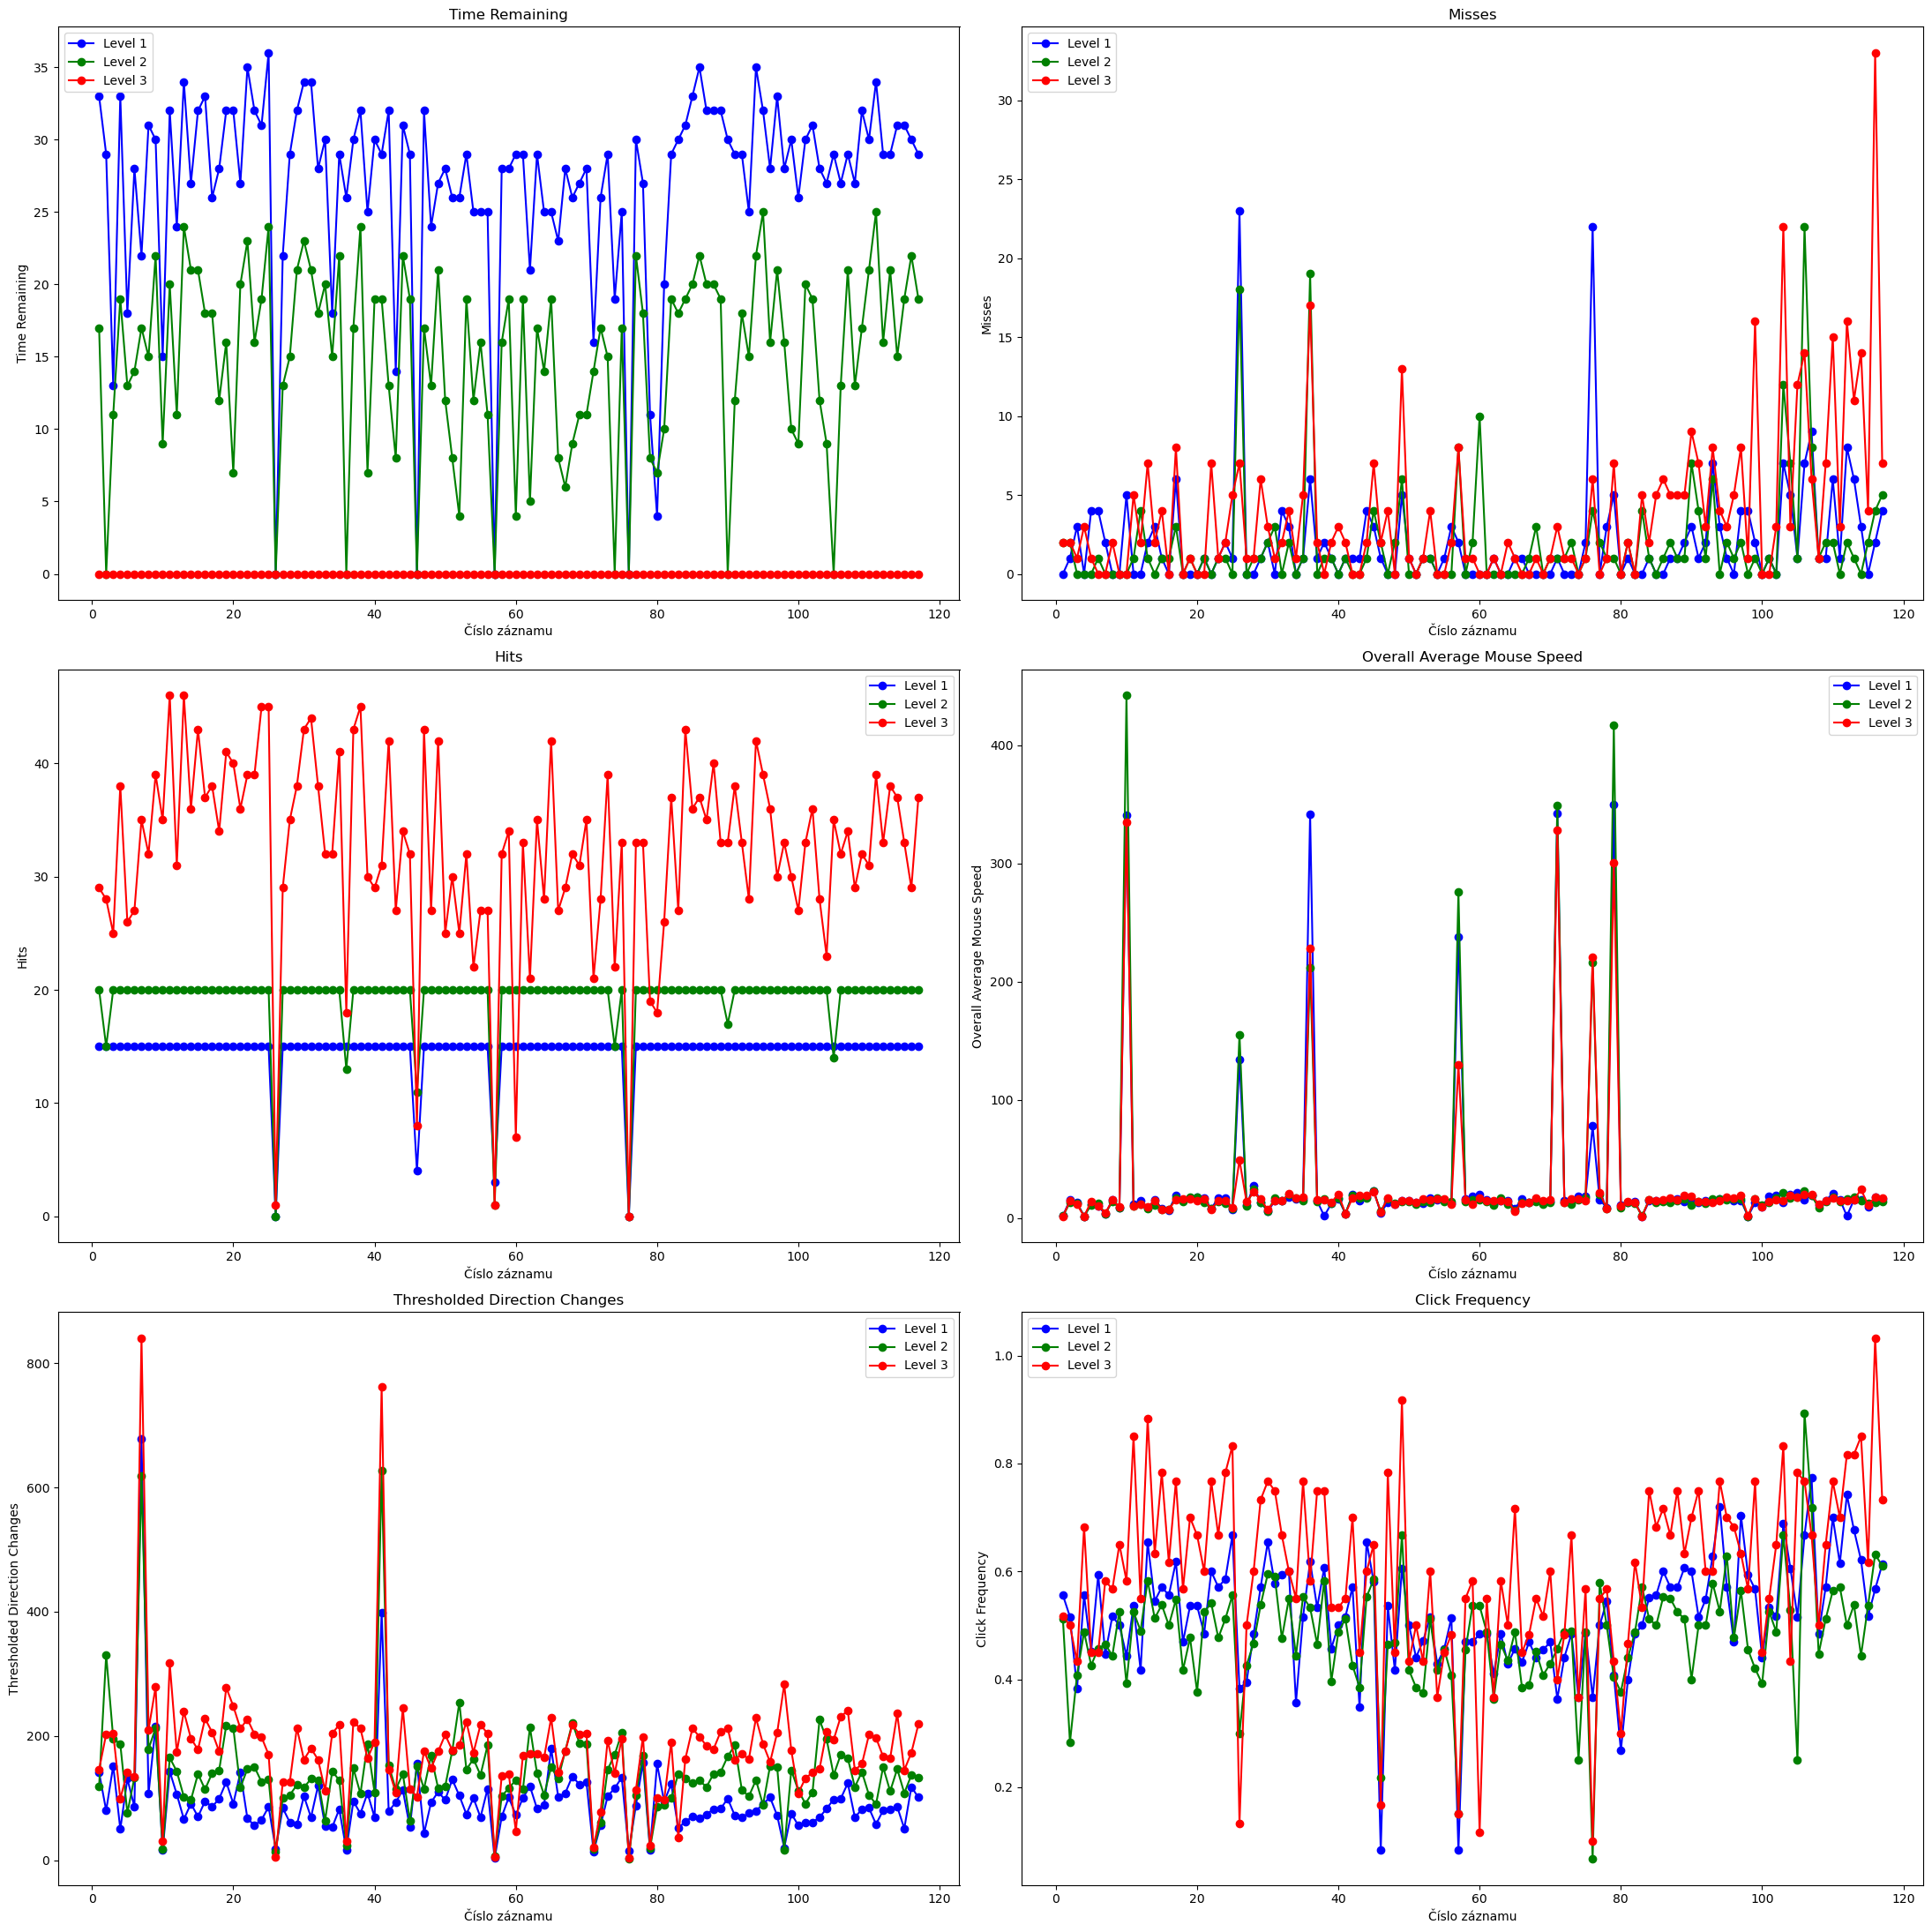 Time Remaining
Level 1
Level 2
Level 3
Time Remaining
35
30
25
20
15
10
5
0
0 20 40 60 80 100 120
Číslo záznamu
Misses
Level 1
Level 2
Level 3
Misses
30
25
20
15
10
5
0
0 20 40 60 80 100 120
Číslo záznamu
Hits
Level 1
Level 2
Level 3
Hits
40
30
20
10
0
0 20 40 60 80 100 120
Číslo záznamu
Overall Average Mouse Speed
Level 1
Level 2
Level 3
Overall Average Mouse Speed
400
300
200
100
0
0 20 40 60 80 100 120
Číslo záznamu
Thresholded Direction Changes
Level 1
Level 2
Level 3
Thresholded Direction Changes
800
600
400
200
0
0 20 40 60 80 100 120
Číslo záznamu
Click Frequency
Level 1
Level 2
Level 3
Click Frequency
1.0
0.8
0.6
0.4
0.2
0 20 40 60 80 100 120
Číslo záznamu